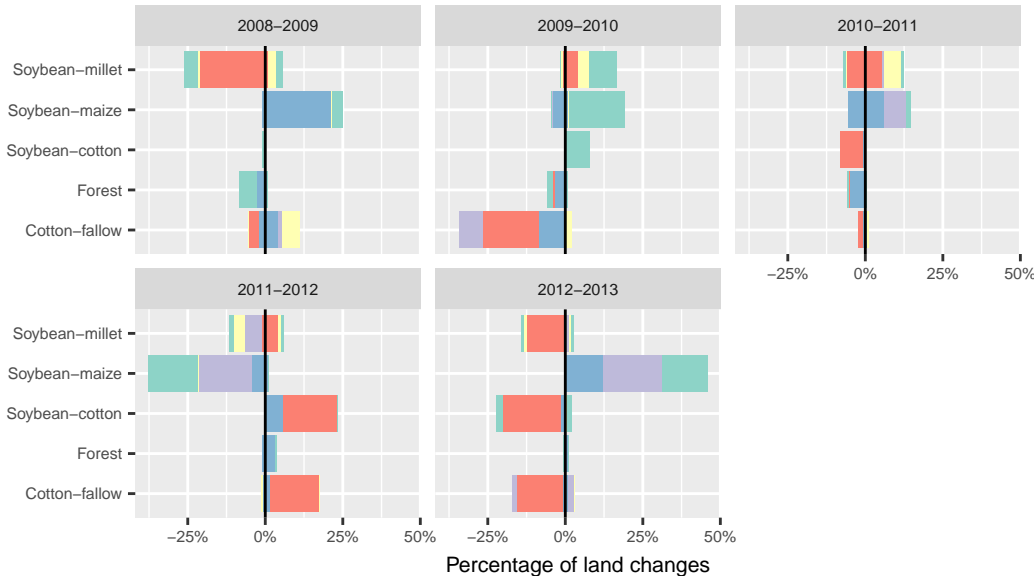 2008−2009
2009−2010
2010−2011
Soybean−millet
Soybean−maize
Soybean−cotton
Forest
Cotton−fallow
−25%
0%
25%
50%
2011−2012
2012−2013
Soybean−millet
Soybean−maize
Soybean−cotton
Forest
Cotton−fallow
−25%
0%
25%
50%
−25%
0%
25%
50%
Percentage of land changes